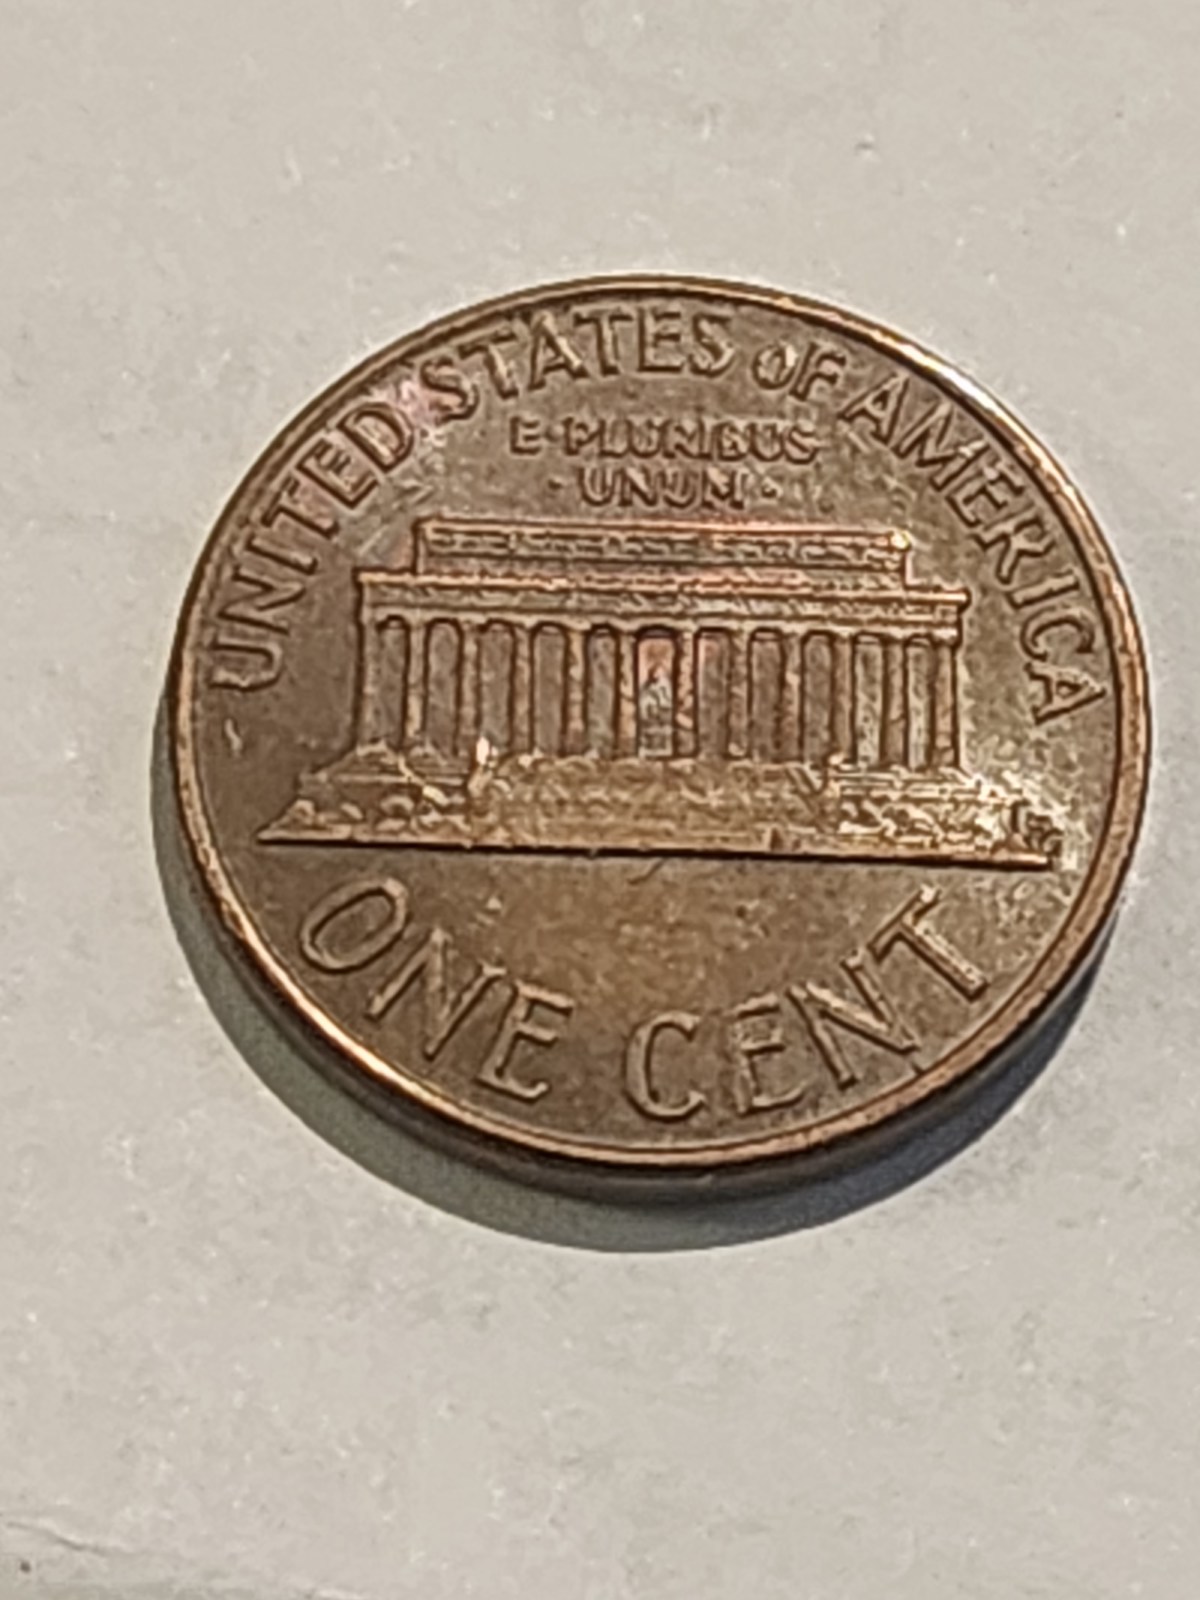 UNITED STATES OF AMERICA
E·PLURIBUS
·UNUM·
ONE CENT